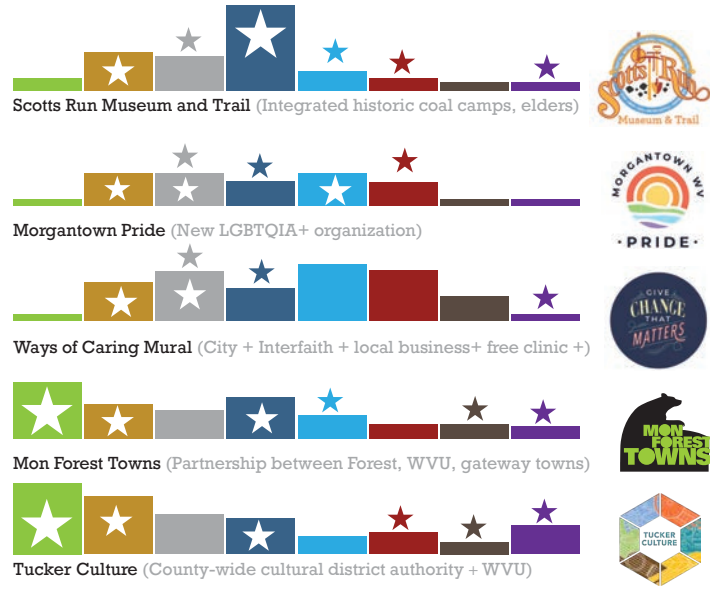 Scotts Run
Museum & Trail
Scotts Run Museum and Trail (Integrated historic coal camps, elders)
MORGANTOWN WV
• PRIDE •
Morgantown Pride (New LGBTQIA+ organization)
GIVE
CHANGE
THAT
MATTERS
Ways of Caring Mural (City + Interfaith + local business+ free clinic +)
MON
FOREST
TOWNS
Mon Forest Towns (Partnership between Forest, WVU, gateway towns)
TUCKER
CULTURE
Tucker Culture (County-wide cultural district authority + WVU)